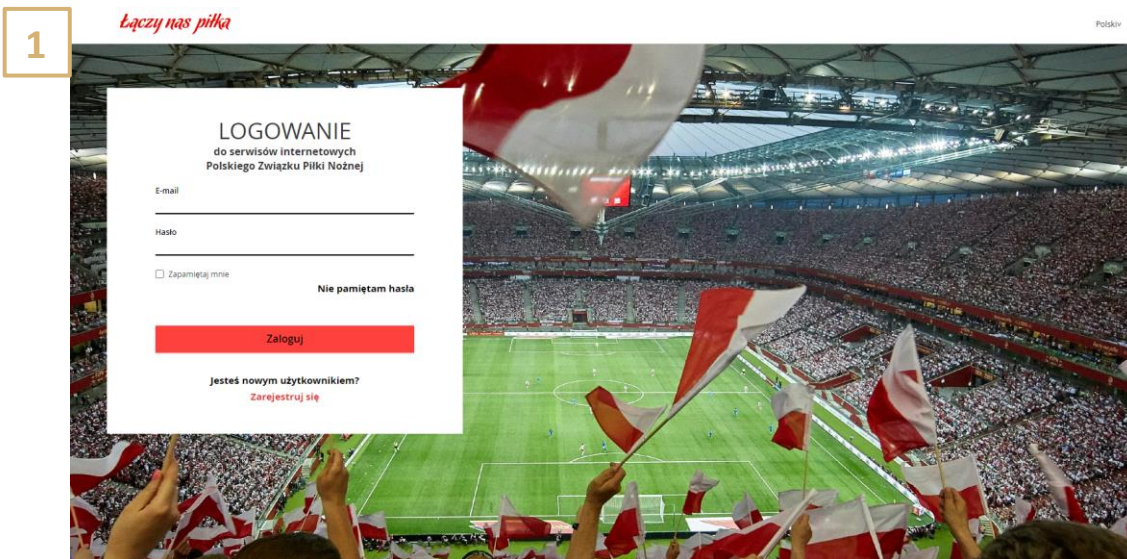 1
Łączy nas piłka
Polski
LOGOWANIE
do serwisów internetowych
Polskiego Związku Piłki Nożnej
E-mail
Hasło
Zapamiętaj mnie
Nie pamiętam hasła
Zaloguj
Jesteś nowym użytkownikiem?
Zarejestruj się